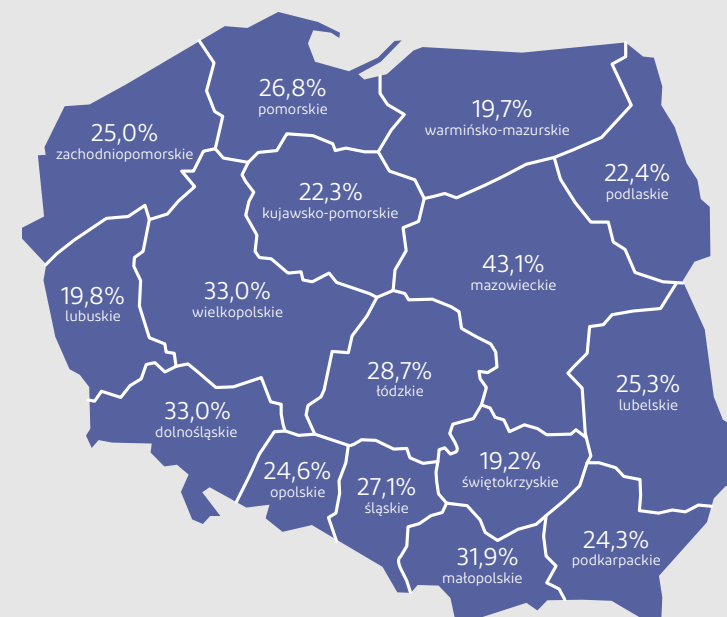 26,8%
pomorskie
19,7%
warmińsko-mazurskie
25,0%
zachodniopomorskie
22,4%
podlaskie
22,3%
kujawsko-pomorskie
43,1%
mazowieckie
19,8%
lubuskie
33,0%
wielkopolskie
28,7%
łódzkie
25,3%
lubelskie
33,0%
dolnośląskie
24,6%
opolskie
27,1%
śląskie
19,2%
świętokrzyskie
31,9%
małopolskie
24,3%
podkarpackie